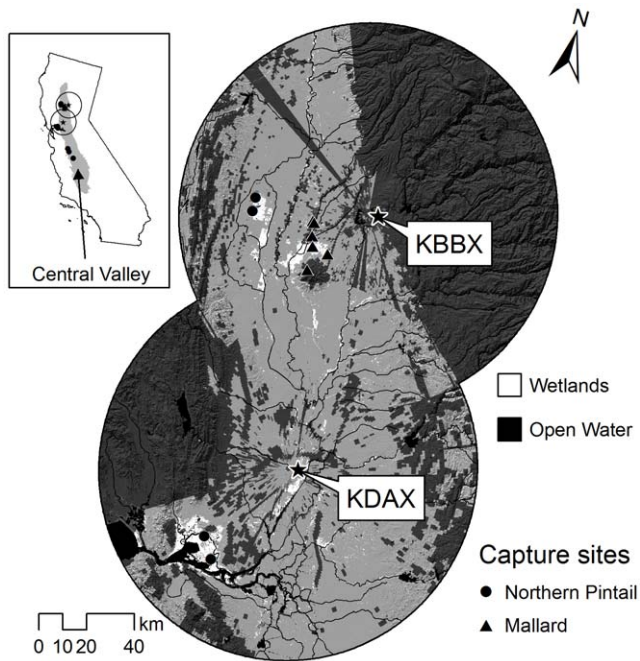 N
Central Valley
KBBX
Wetlands
Open Water
KDAX
Capture sites
Northern Pintail
Mallard
km
0 10 20 40